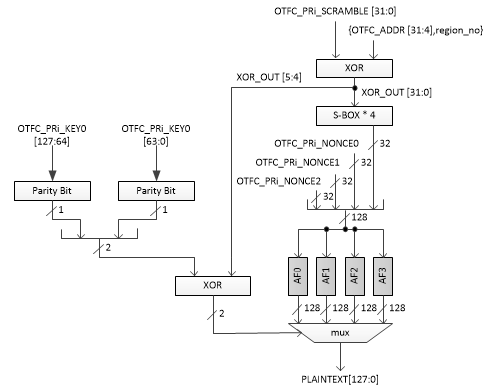 OTFC_PRi_SCRAMBLE [31:0]
{OTFC_ADDR [31:4],region_no}
XOR
XOR_OUT [5:4]
XOR_OUT [31:0]
S-BOX * 4
OTFC_PRi_KEY0
[127:64]
OTFC_PRi_KEY0
[63:0]
OTFC_PRi_NONCE0
32
OTFC_PRi_NONCE1
32
OTFC_PRi_NONCE2
32
32
Parity Bit
Parity Bit
1
1
128
2
AF0
AF1
AF2
AF3
XOR
2
128
128
128
128
mux
PLAINTEXT[127:0]